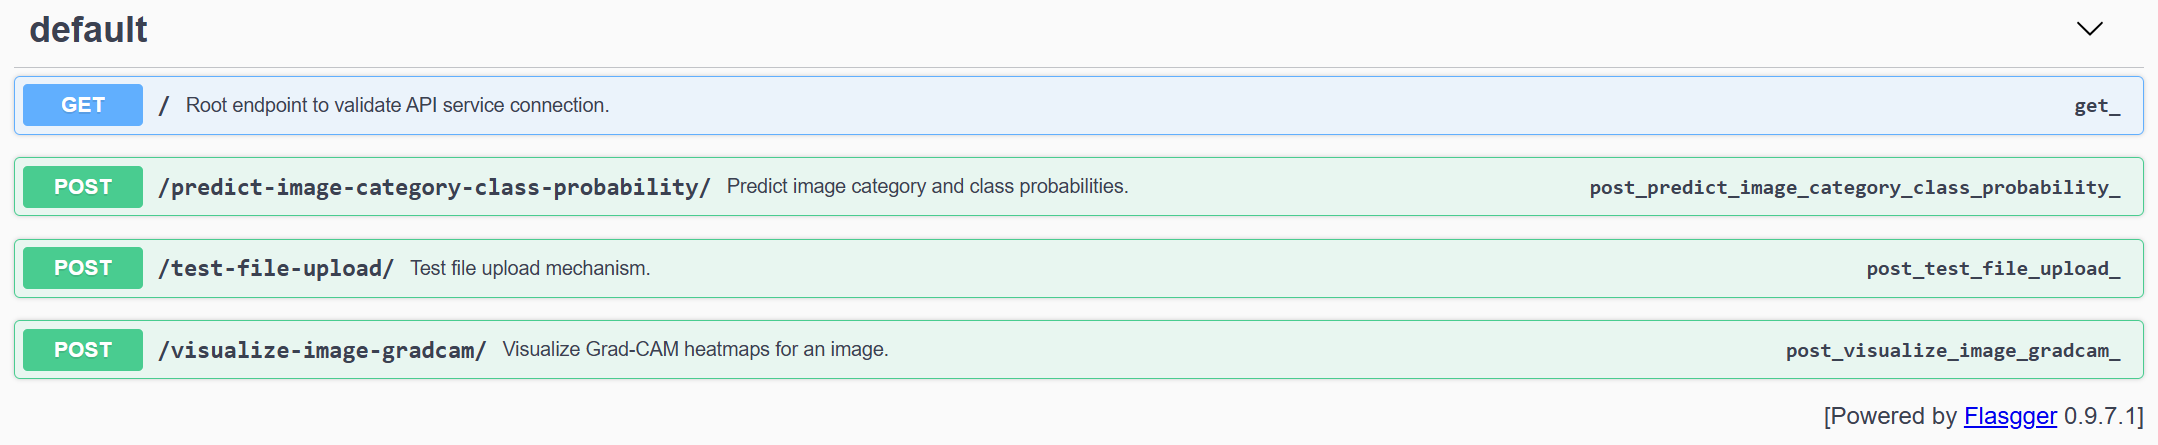 default
GET / Root endpoint to validate API service connection. get_
POST /predict-image-category-class-probability/ Predict image category and class probabilities. post_predict_image_category_class_probability_
POST /test-file-upload/ Test file upload mechanism. post_test_file_upload_
POST /visualize-image-gradcam/ Visualize Grad-CAM heatmaps for an image. post_visualize_image_gradcam_
[Powered by Flasgger 0.9.7.1]